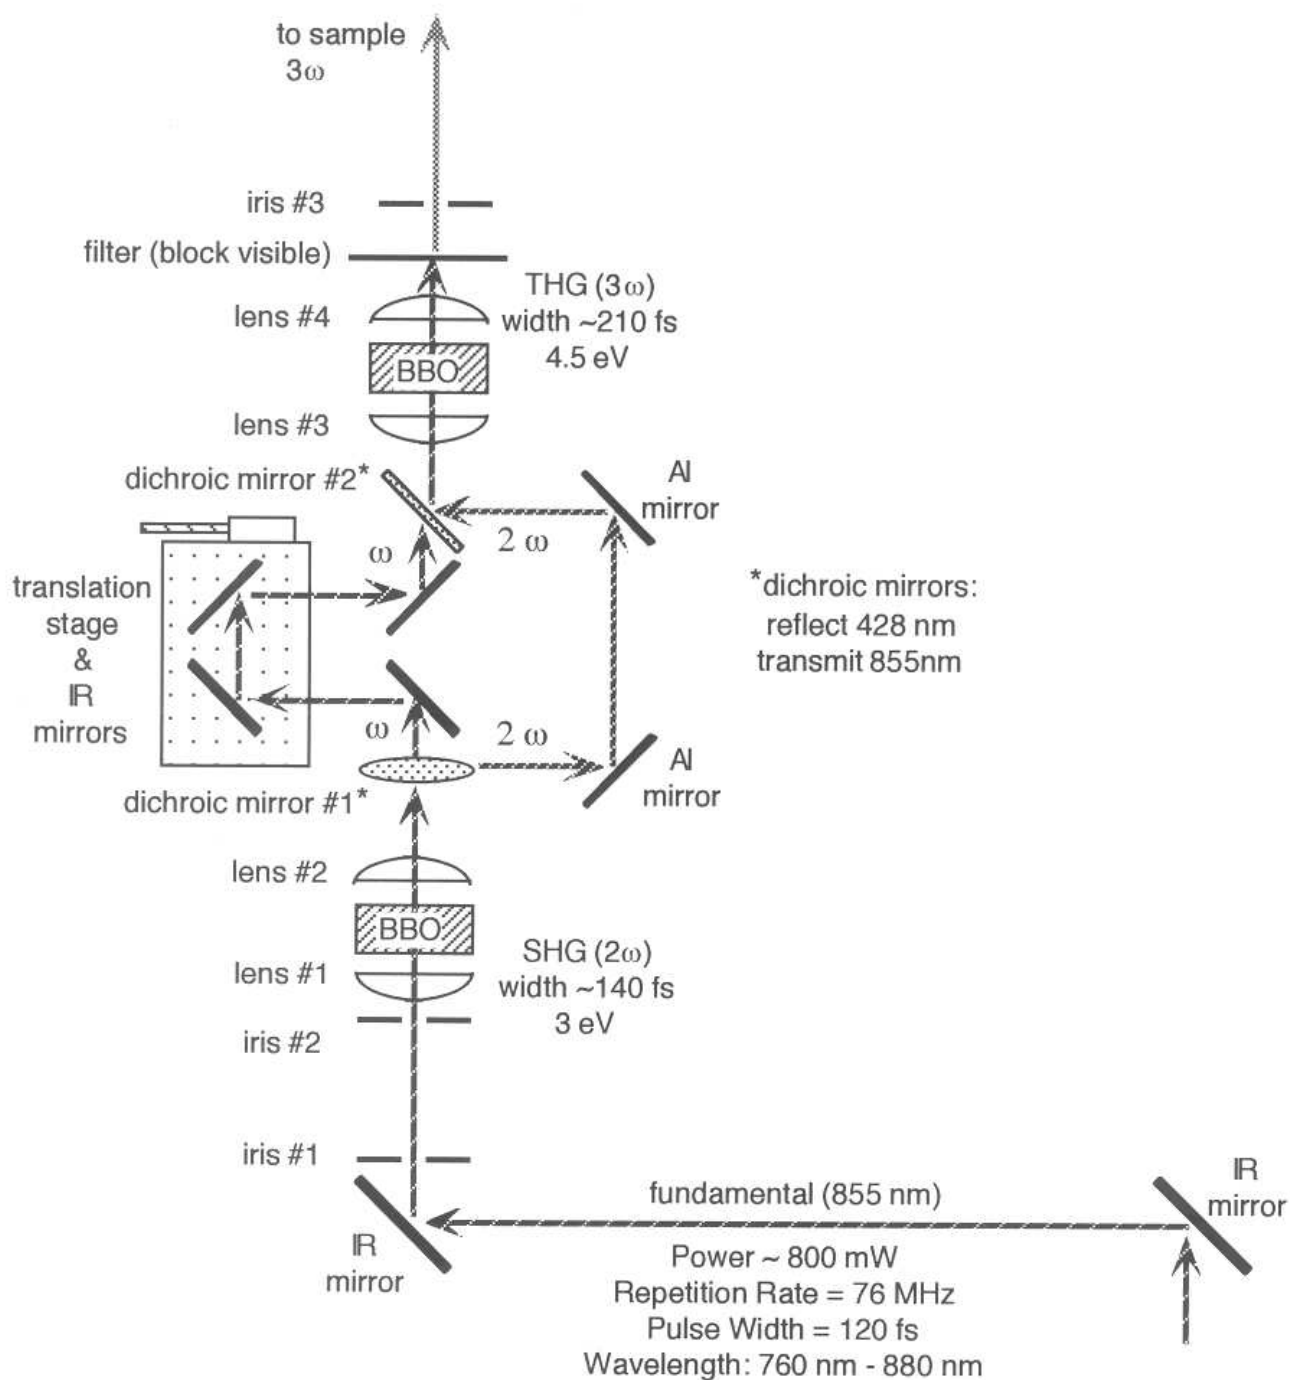 to sample
3ω
iris #3
filter (block visible)
THG (3ω)
width ~210 fs
4.5 eV
lens #4
BBO
lens #3
dichroic mirror #2*
Al
mirror
ω
2 ω
translation
stage
&
IR
mirrors
*dichroic mirrors:
reflect 428 nm
transmit 855nm
ω
2 ω
Al
mirror
dichroic mirror #1*
lens #2
BBO
SHG (2ω)
width ~140 fs
3 eV
lens #1
iris #2
iris #1
IR
mirror
fundamental (855 nm)
IR
mirror
Power ~ 800 mW
Repetition Rate = 76 MHz
Pulse Width = 120 fs
Wavelength: 760 nm - 880 nm